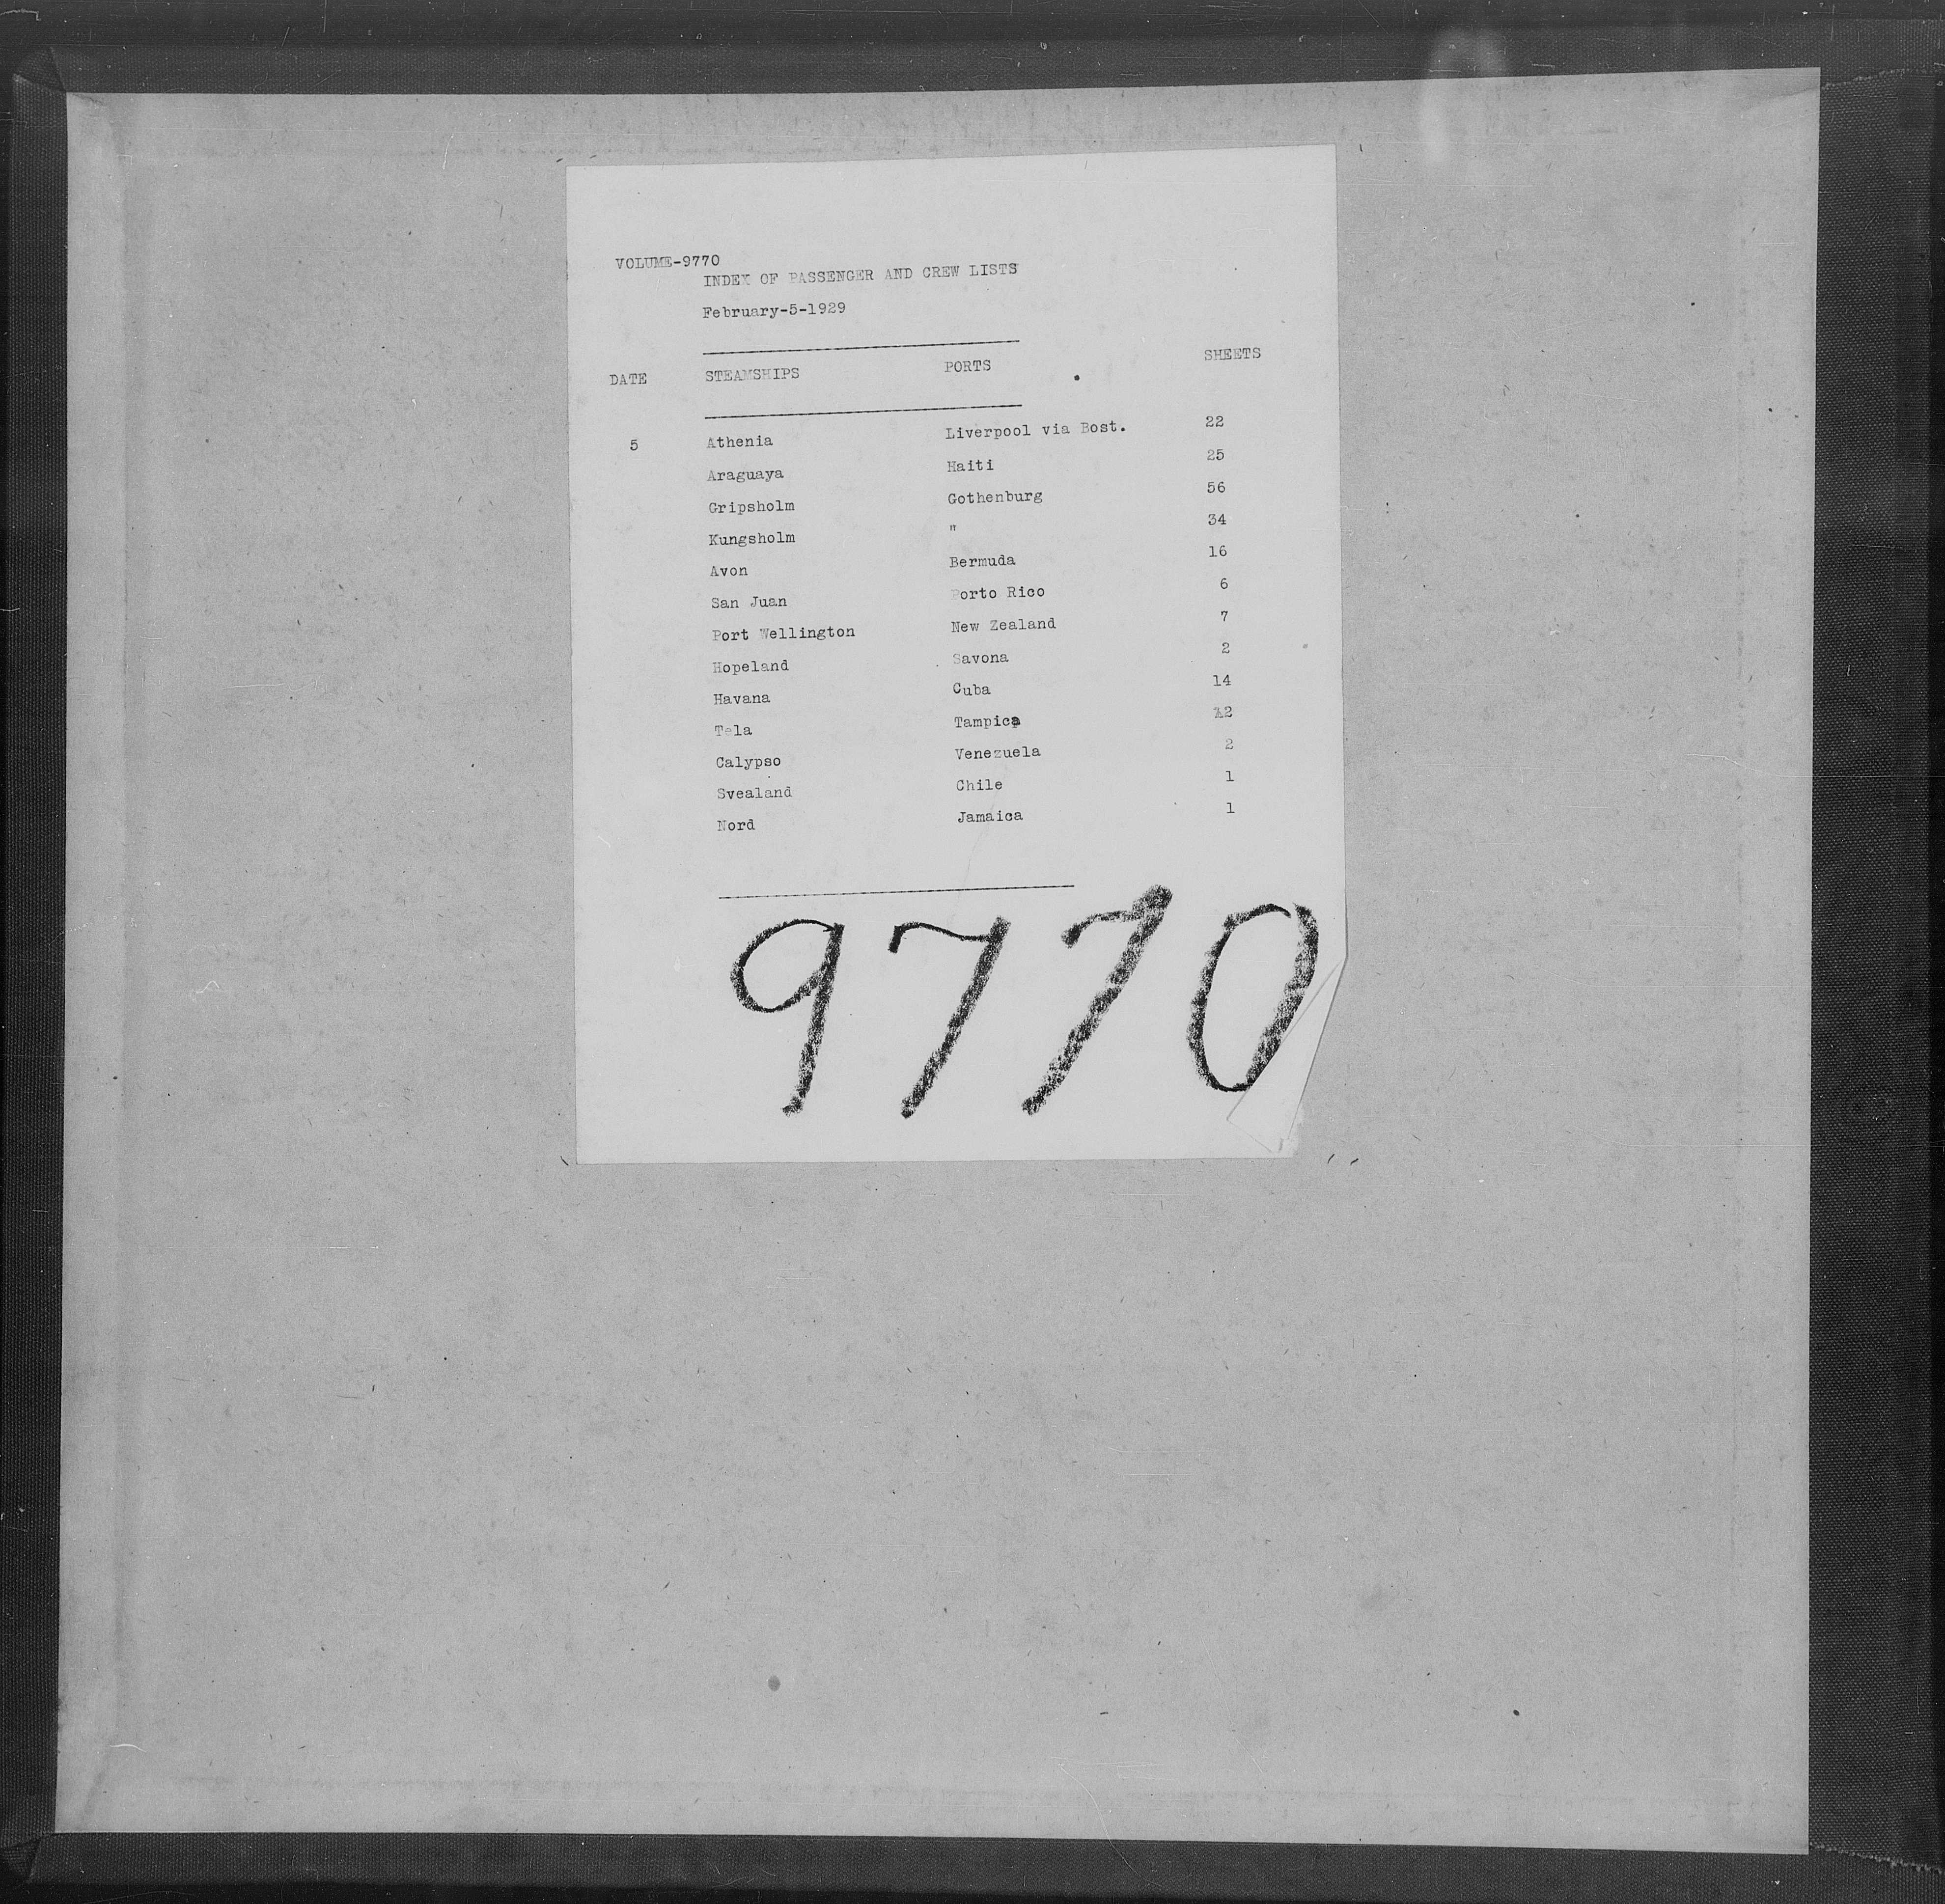 VOLUME-9770
INDEX OF PASSENGER AND CREW LISTS
February-5-1929
DATE STEAMSHIPS PORTS SHEETS
5 Athenia Liverpool via Bost. 22
Araguaya Haiti 25
Gripsholm Gothenburg 56
Kungsholm " 34
Avon Bermuda 16
San Juan Porto Rico 6
Port Wellington New Zealand 7
Hopeland Savona 2
Havana Cuba 14
Tela 
Calypso Venezuela 2
Svealand Chile 1
Nord Jamaica 1
9770